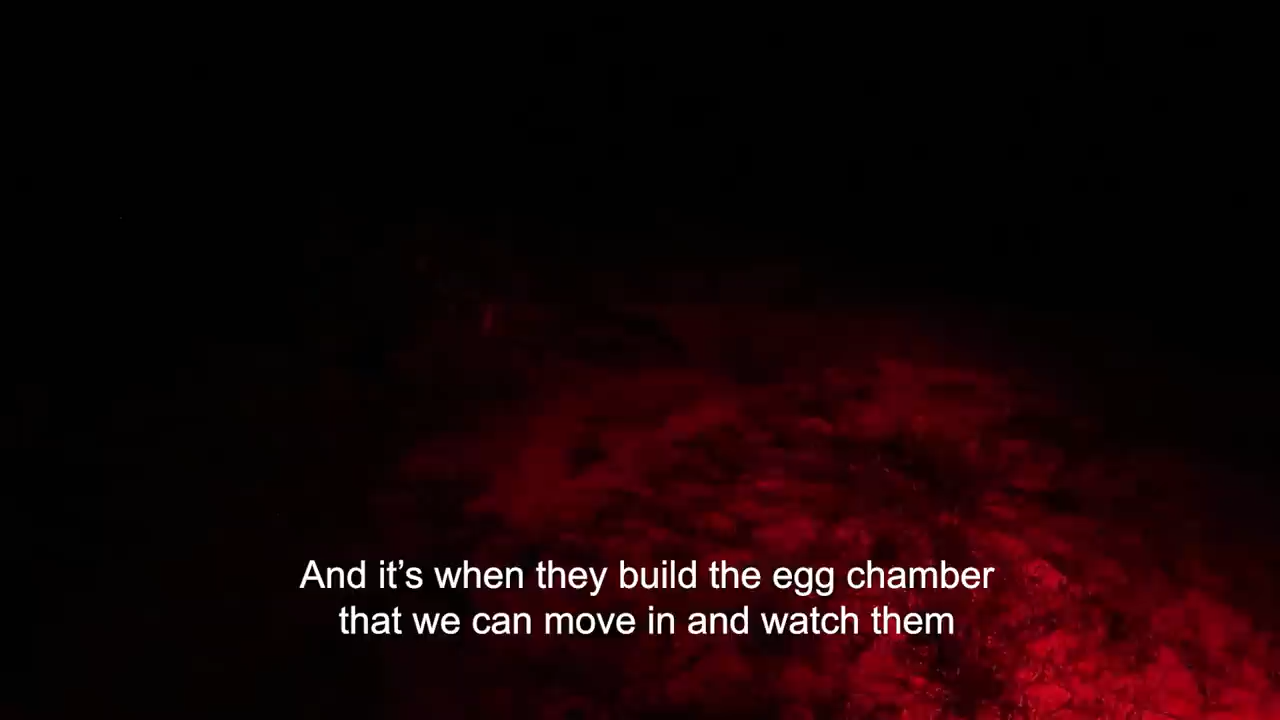 And it’s when they build the egg chamber
that we can move in and watch them